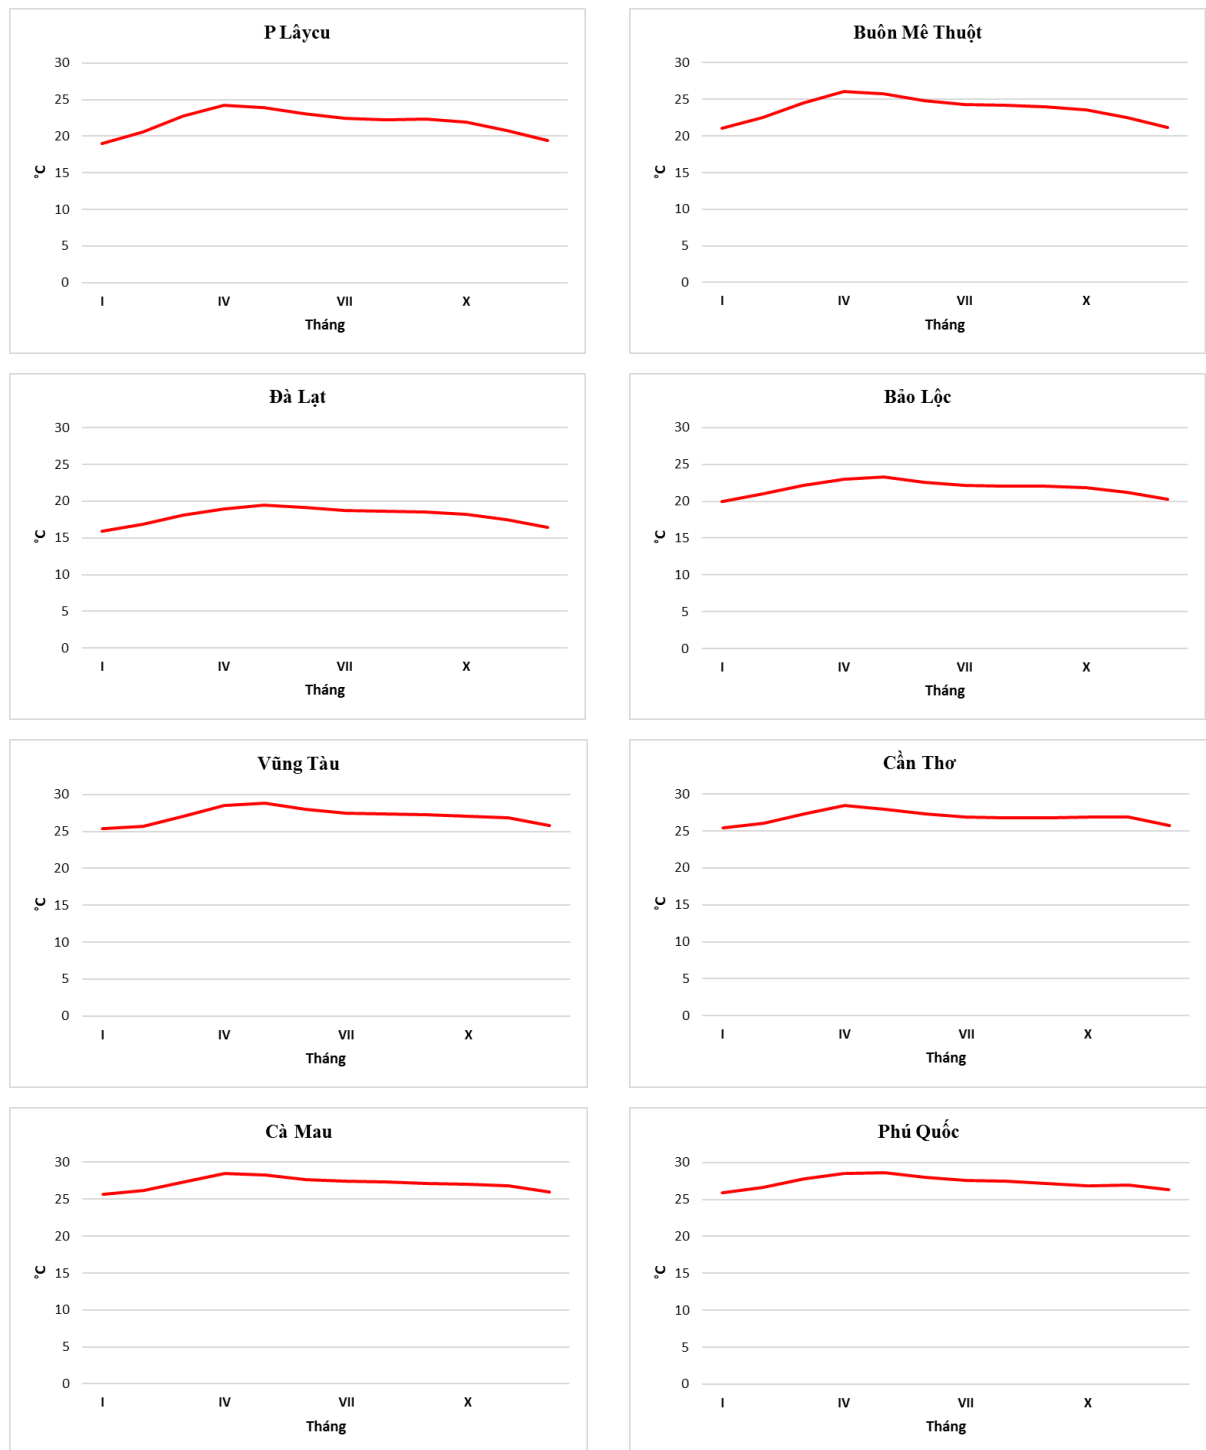 P Lâycu
30
25
20
15
10
5
0
°C
I IV VII X
Tháng
Buôn Mê Thuột
30
25
20
15
10
5
0
°C
I IV VII X
Tháng
Đà Lạt
30
25
20
15
10
5
0
°C
I IV VII X
Tháng
Bảo Lộc
30
25
20
15
10
5
0
°C
I IV VII X
Tháng
Vũng Tàu
30
25
20
15
10
5
0
°C
I IV VII X
Tháng
Cần Thơ
30
25
20
15
10
5
0
°C
I IV VII X
Tháng
Cà Mau
30
25
20
15
10
5
0
°C
I IV VII X
Tháng
Phú Quốc
30
25
20
15
10
5
0
°C
I IV VII X
Tháng